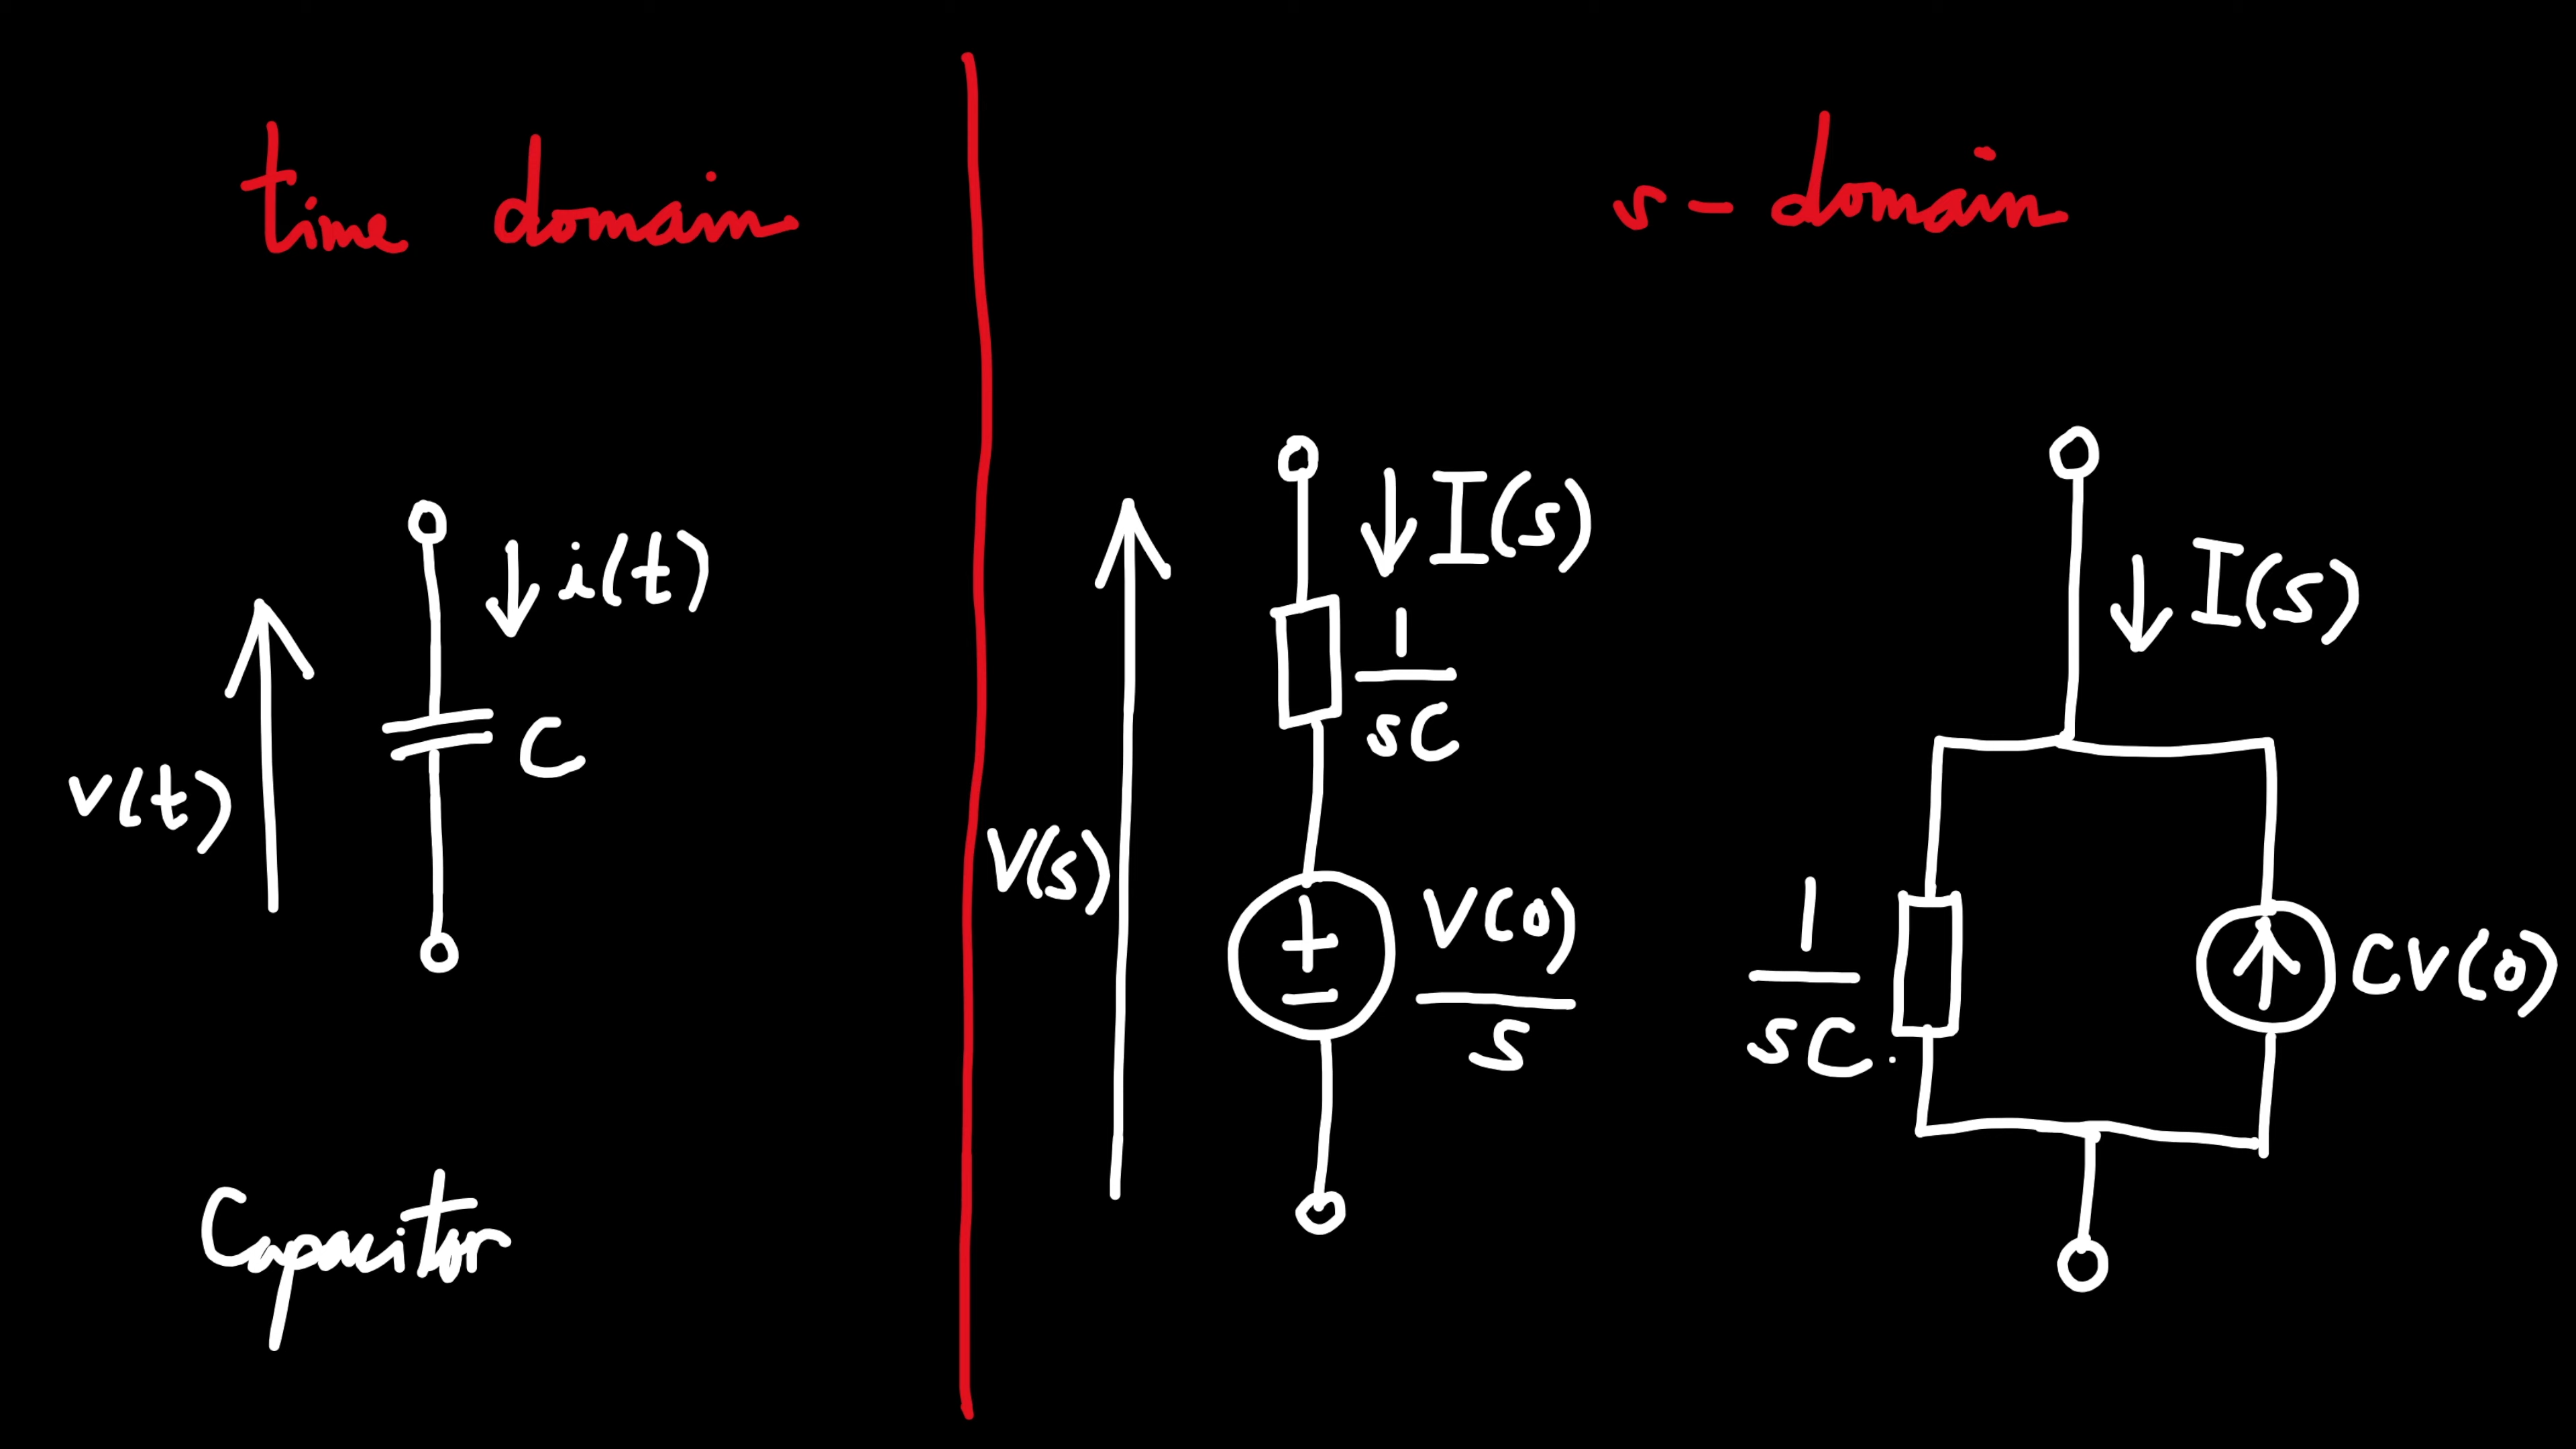 time domain
s - domain
i(t)
v(t)
C
Capacitor
I(s)
1
sC
V(s)
+
−
V(0)
s
I(s)
1
sC.
CV(0)